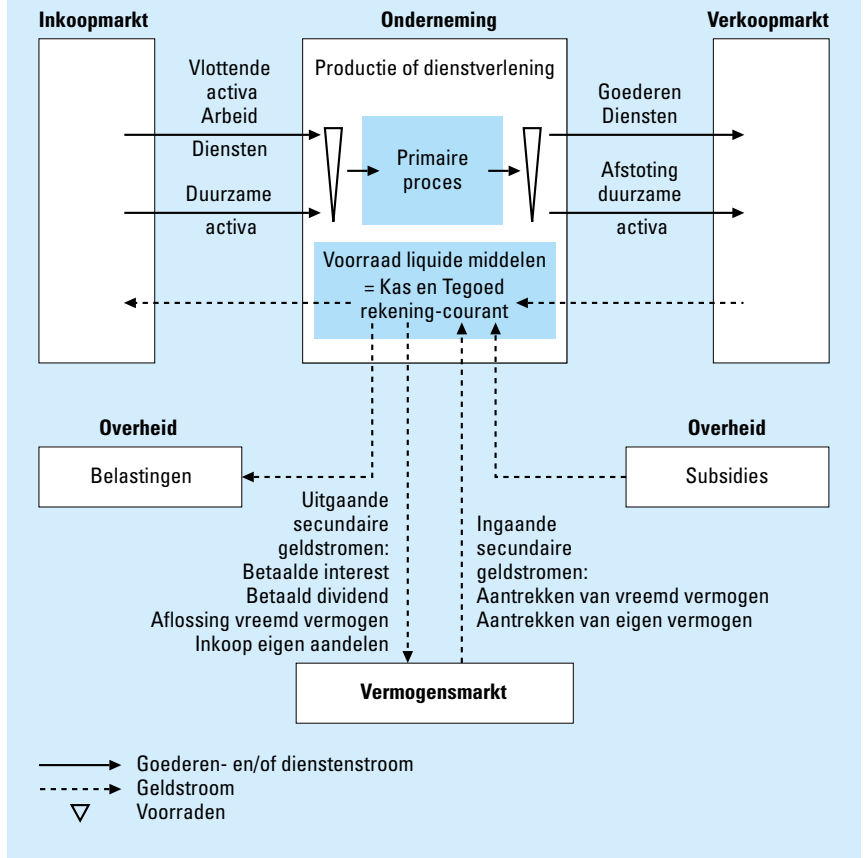 Inkoopmarkt
Onderneming
Verkoopmarkt
Vlottende
activa
Arbeid
Diensten
Duurzame
activa
Productie of dienstverlening
Primaire
proces
Goederen
Diensten
Afstoting
duurzame
activa
Voorraad liquide middelen
= Kas en Tegoed
rekening-courant
Overheid
Belastingen
Overheid
Subsidies
Uitgaande
secundaire
geldstromen:
Betaalde interest
Betaald dividend
Aflossing vreemd vermogen
Inkoop eigen aandelen
Ingaande
secundaire
geldstromen:
Aantrekken van vreemd vermogen
Aantrekken van eigen vermogen
Vermogensmarkt
Goederen- en/of dienstenstroom
Geldstroom
Voorraden